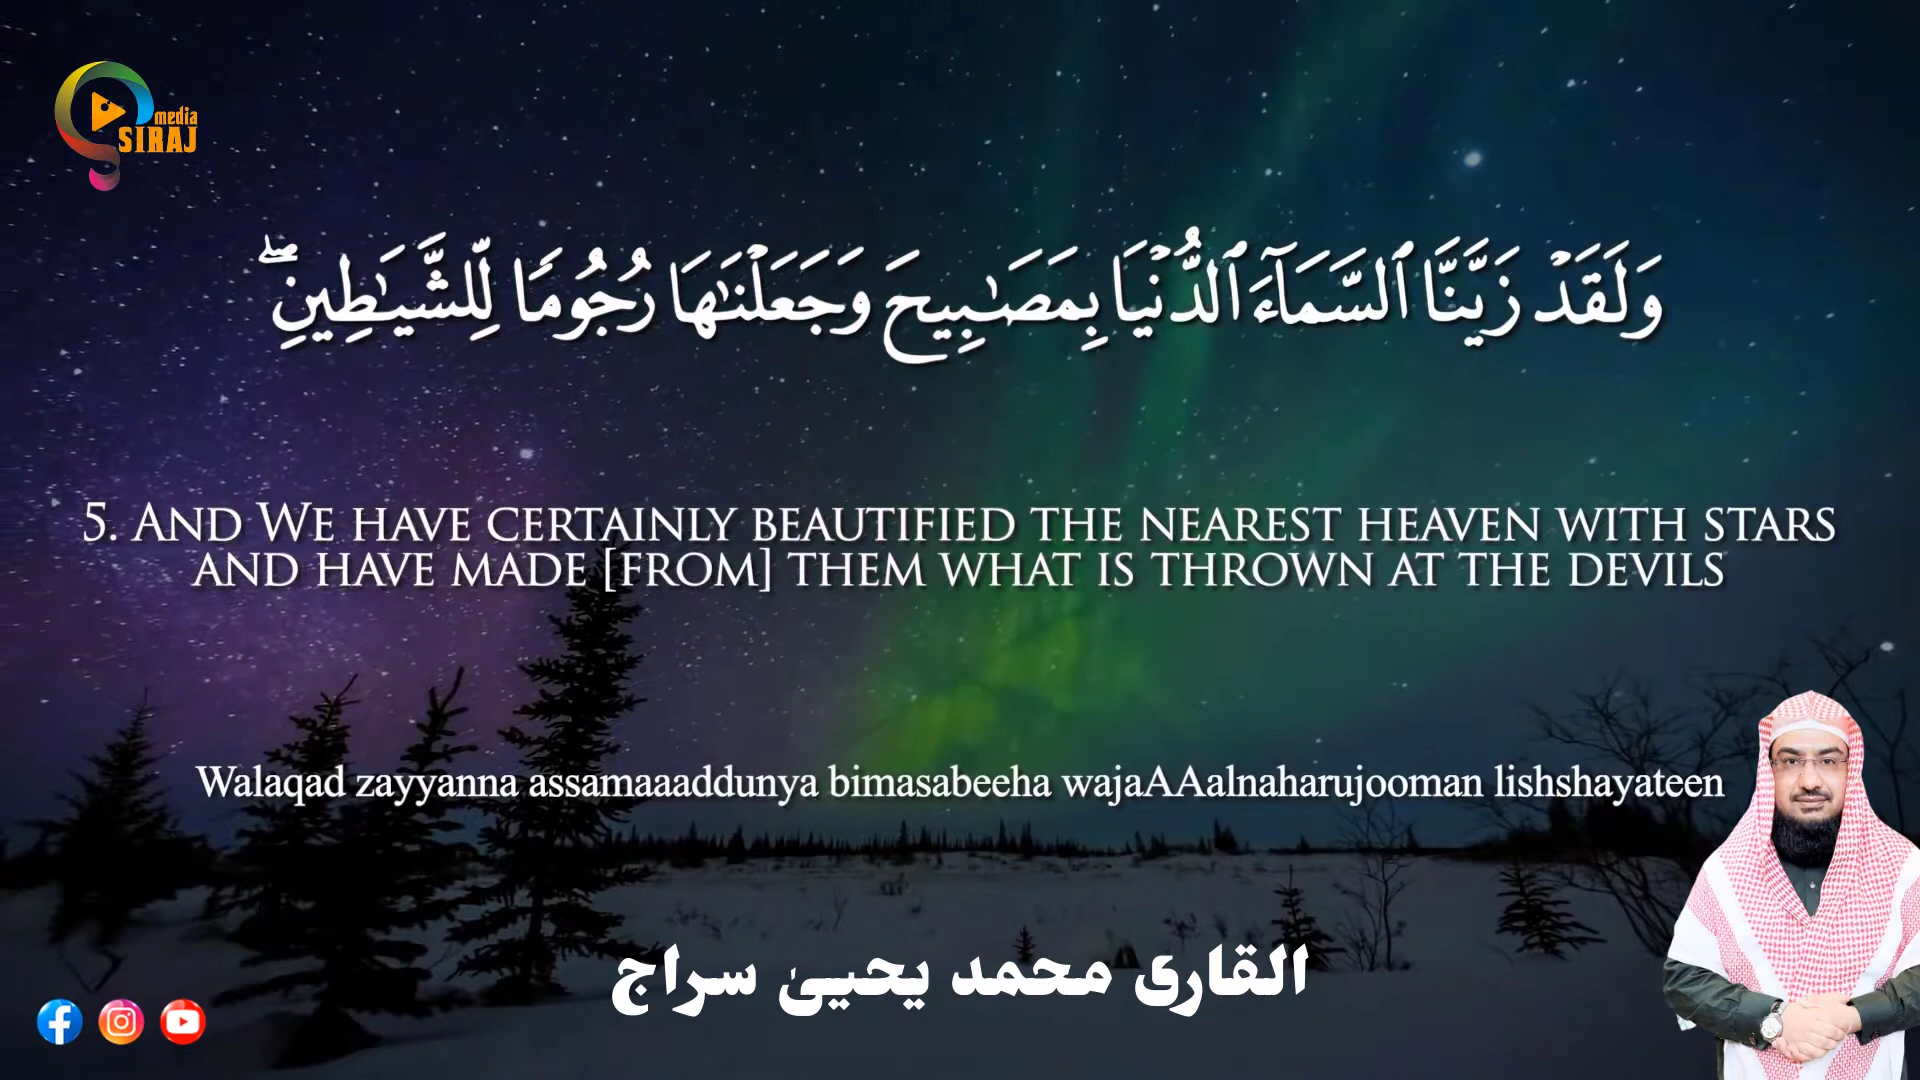 media
SIRAJ
وَلَقَدْ زَيَّنَّا ٱلسَّمَآءَ ٱلدُّنْيَا بِمَصَـٰبِيحَ وَجَعَلْنَـٰهَا رُجُومًا لِّلشَّيَـٰطِينِ ۖ
5. AND WE HAVE CERTAINLY BEAUTIFIED THE NEAREST HEAVEN WITH STARS
AND HAVE MADE [FROM] THEM WHAT IS THROWN AT THE DEVILS
Walaqad zayyanna assamaaaddunya bimasabeeha wajaAAalnaharujooman lishshayateen
القاری محمد یحییٰ سراج